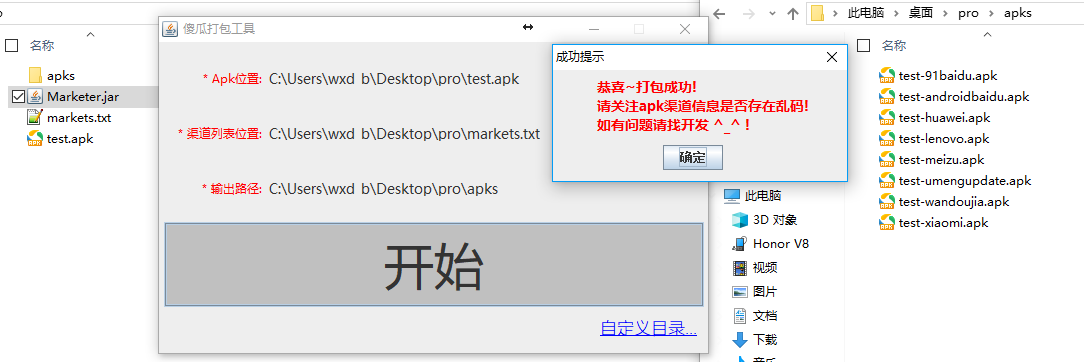 名称
apks
Marketer.jar
markets.txt
test.apk
傻瓜打包工具
* Apk位置: C:\Users\wxd b\Desktop\pro\test.apk
* 渠道列表位置: C:\Users\wxd b\Desktop\pro\markets.txt
* 输出路径: C:\Users\wxd b\Desktop\pro\apks
开始
自定义目录...
成功提示
恭喜~打包成功!
请关注apk渠道信息是否存在乱码!
如有问题请找开发 ^_^ !
确定
此电脑 › 桌面 › pro › apks
名称
test-91baidu.apk
test-androidbaidu.apk
test-huawei.apk
test-lenovo.apk
test-meizu.apk
test-umengupdate.apk
test-wandoujia.apk
test-xiaomi.apk
此电脑
3D 对象
Honor V8
视频
图片
文档
下载
音乐